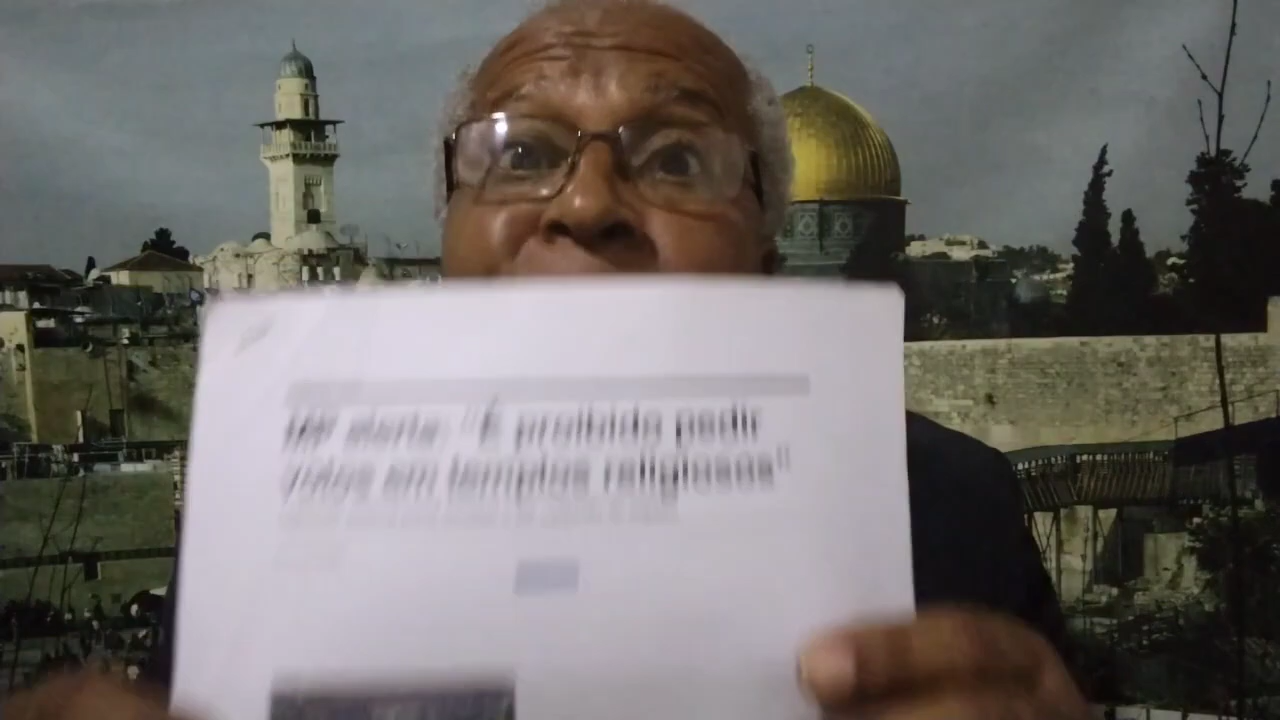 MP alerta: "É proibido pedir
votos em templos religiosos"